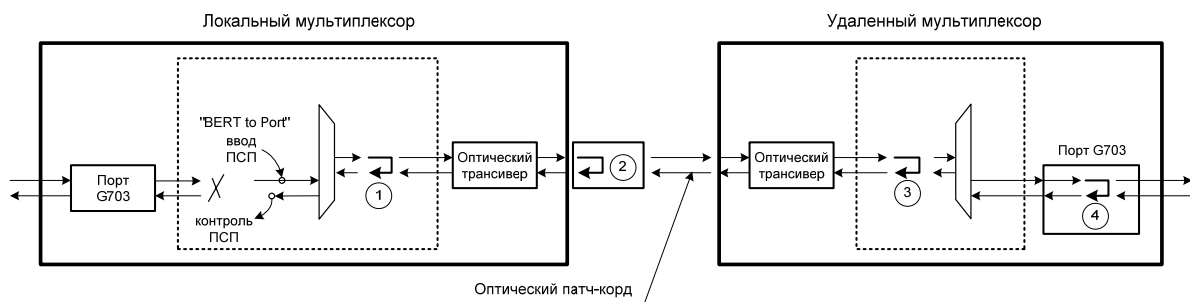 Локальный мультиплексор
Удаленный мультиплексор
"BERT to Port"
ввод
ПСП
Порт
G703
контроль
ПСП
1
Оптический
трансивер
2
Оптический
трансивер
3
Порт G703
4
Оптический патч-корд